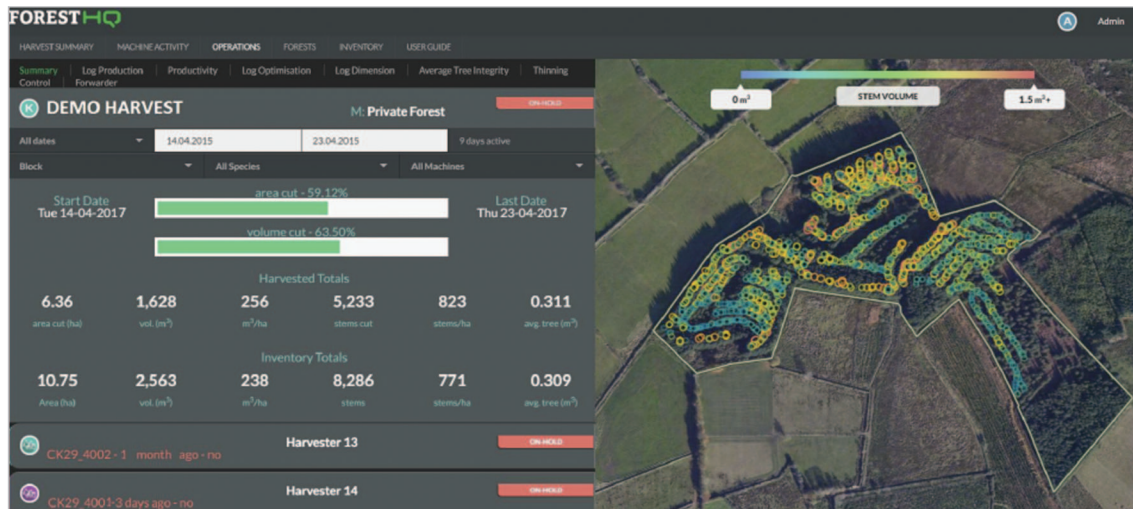 FOREST HQ
A Admin
HARVEST SUMMARY MACHINE ACTIVITY OPERATIONS FORESTS INVENTORY USER GUIDE
Summary Log Production Productivity Log Optimisation Log Dimension Average Tree Integrity Thinning
Control Forwarder
K DEMO HARVEST M: Private Forest ON-HOLD
All dates 14.04.2015 23.04.2015 9 days active
Block All Species All Machines
area cut - 59.12%
Start Date Last Date
Tue 14-04-2017 Thu 23-04-2017
volume cut - 63.50%
Harvested Totals
6.36 1,628 256 5,233 823 0.311
area cut (ha) vol. (m³) m³/ha stems cut stems/ha avg. tree (m³)
Inventory Totals
10.75 2,563 238 8,286 771 0.309
Area (ha) vol. (m³) m³/ha stems stems/ha avg. tree (m³)
Harvester 13 ON-HOLD
CK29_4002 - 1 month ago - no
Harvester 14 ON-HOLD
CK29_4001-3 days ago - no
0 m³ STEM VOLUME 1.5 m³+